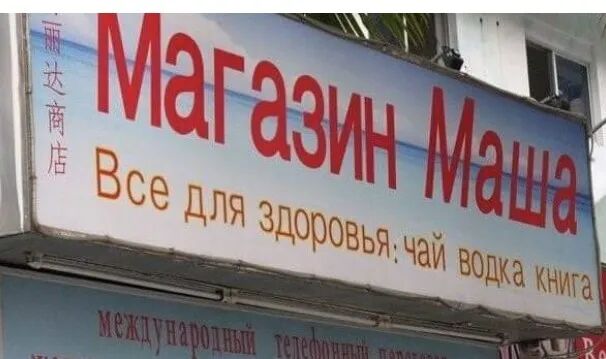 丽达商店
Магазин Маша
Все для здоровья: чай водка книга
международный телефонный